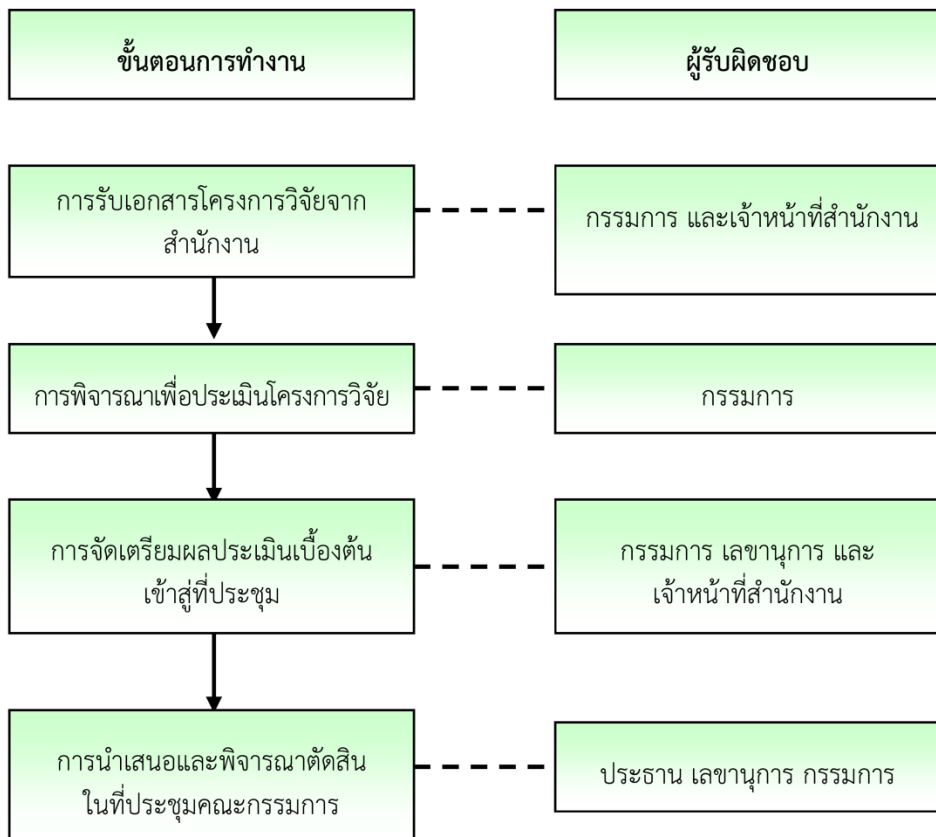 ขั้นตอนการทำงาน
ผู้รับผิดชอบ
การรับเอกสารโครงการวิจัยจาก
สำนักงาน
กรรมการ และเจ้าหน้าที่สำนักงาน
การพิจารณาเพื่อประเมินโครงการวิจัย
กรรมการ
การจัดเตรียมผลประเมินเบื้องต้น
เข้าสู่ที่ประชุม
กรรมการ เลขานุการ และ
เจ้าหน้าที่สำนักงาน
การนำเสนอและพิจารณาตัดสิน
ในที่ประชุมคณะกรรมการ
ประธาน เลขานุการ กรรมการ